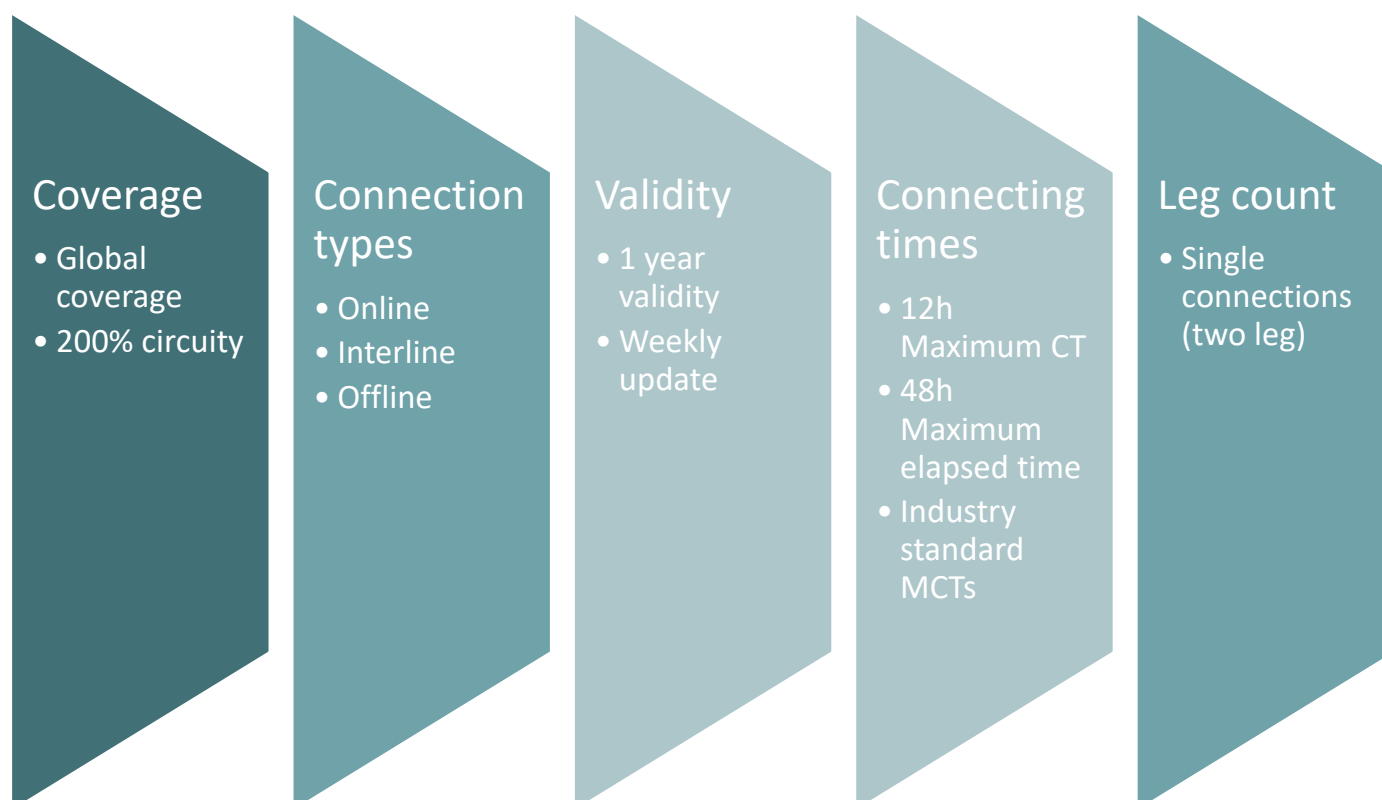 Coverage
• Global
coverage
• 200% circuity
Connection
types
• Online
• Interline
• Offline
Validity
• 1 year
validity
• Weekly
update
Connecting
times
• 12h
Maximum CT
• 48h
Maximum
elapsed time
• Industry
standard
MCTs
Leg count
• Single
connections
(two leg)